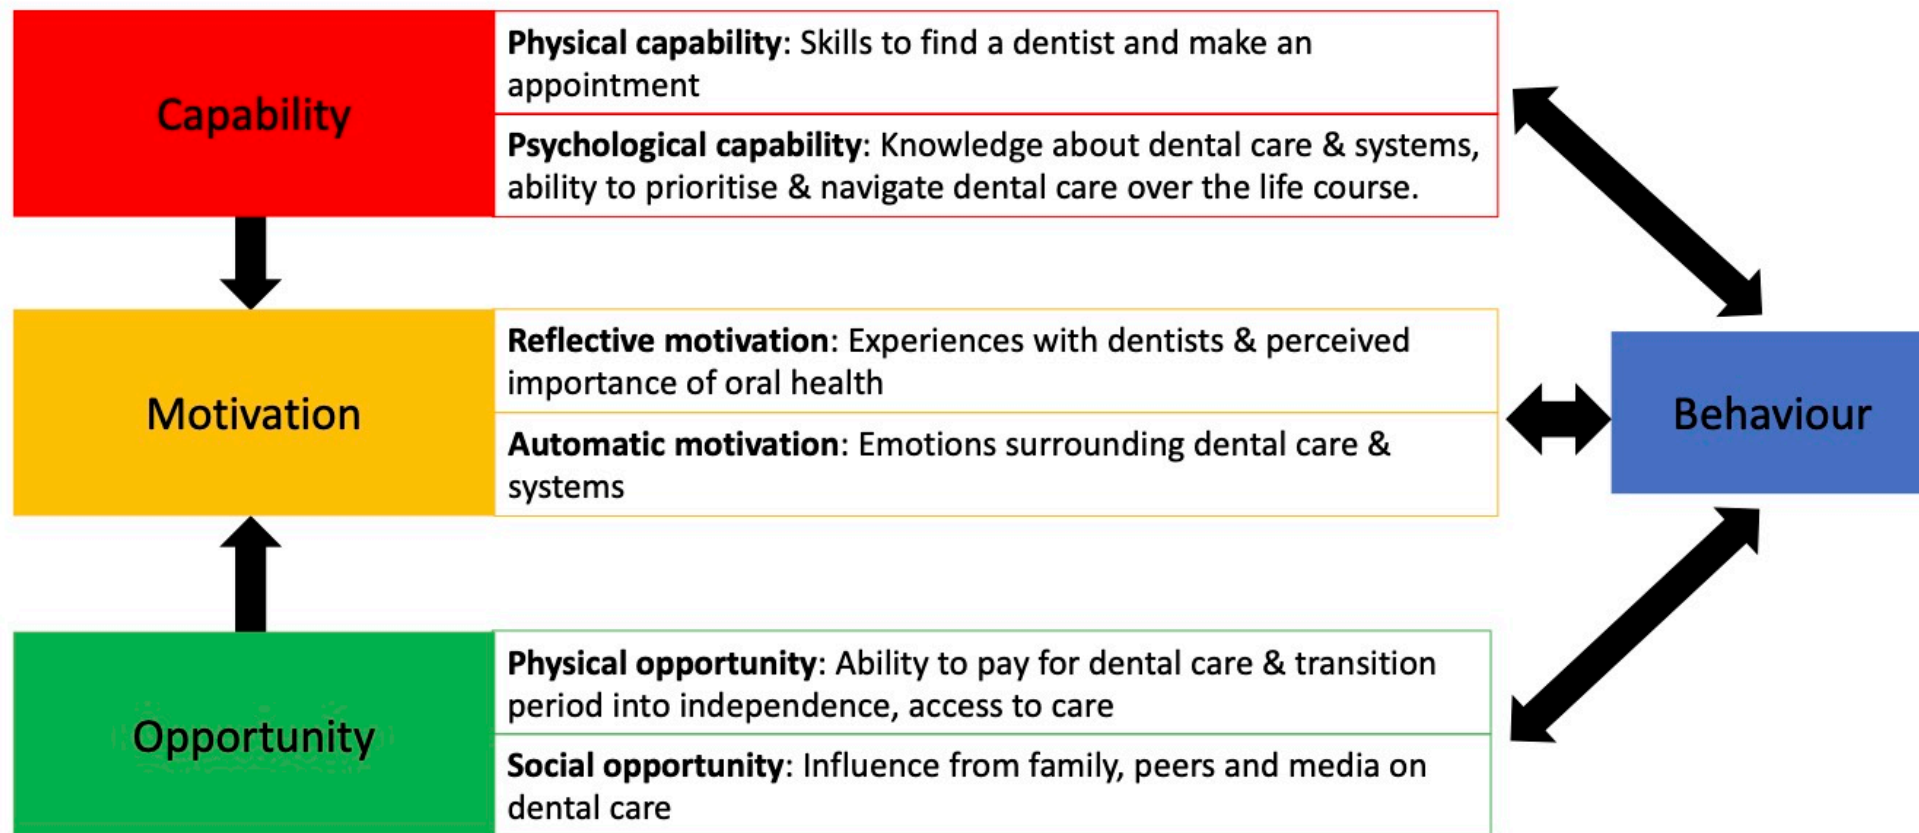 Capability
Physical capability: Skills to find a dentist and make an
appointment
Psychological capability: Knowledge about dental care & systems,
ability to prioritise & navigate dental care over the life course.
Motivation
Reflective motivation: Experiences with dentists & perceived
importance of oral health
Automatic motivation: Emotions surrounding dental care &
systems
Behaviour
Opportunity
Physical opportunity: Ability to pay for dental care & transition
period into independence, access to care
Social opportunity: Influence from family, peers and media on
dental care